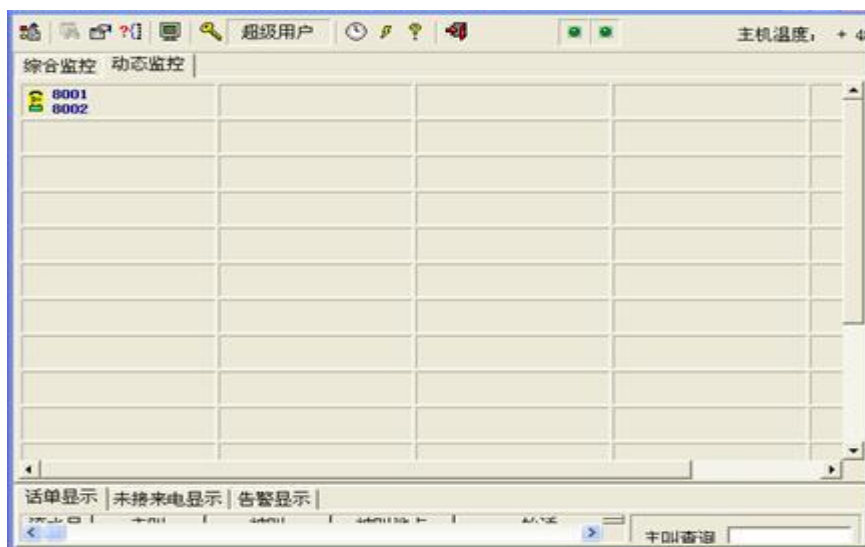 超级用户 主机温度: + 4
综合监控 动态监控
8001
8002
话单显示 未接来电显示 告警显示
主叫查询